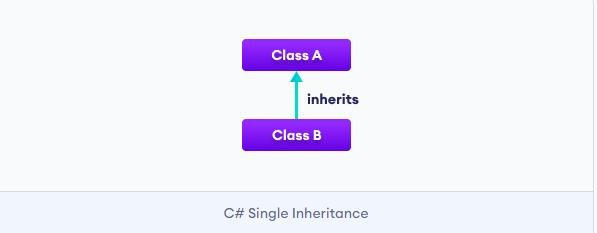 Class A
inherits
Class B
C# Single Inheritance